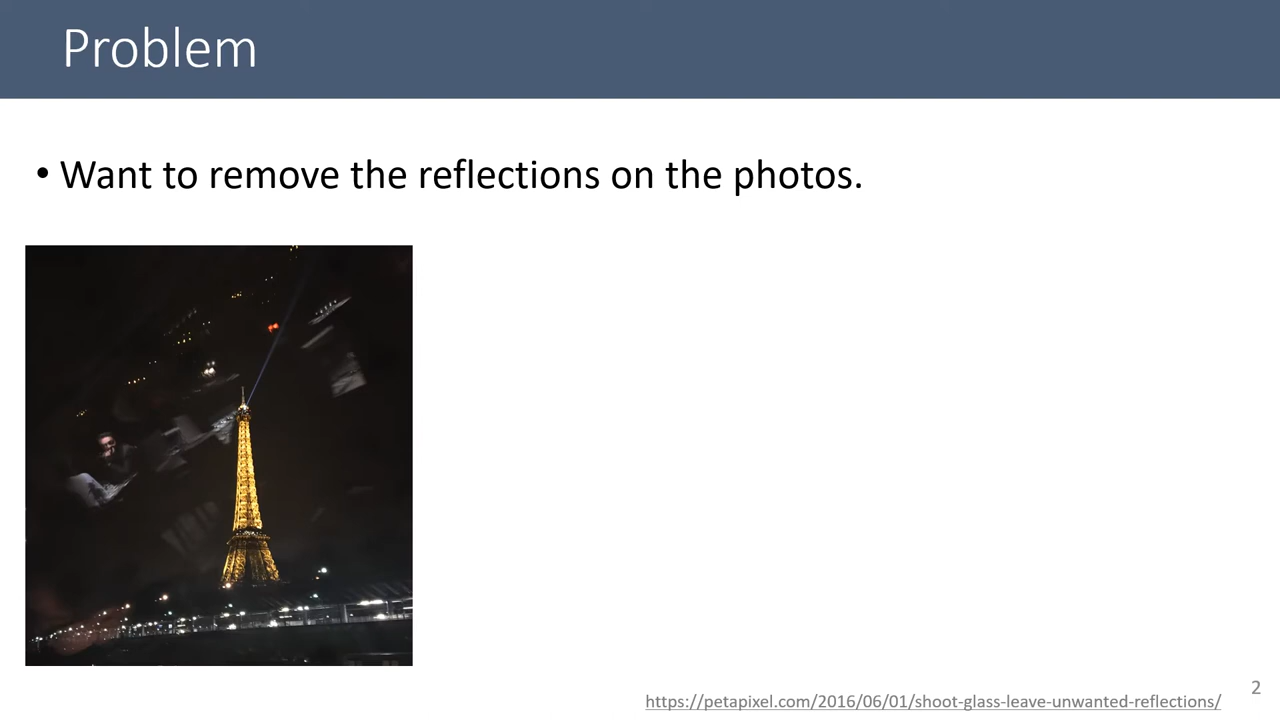 Problem
• Want to remove the reflections on the photos.
https://petapixel.com/2016/06/01/shoot-glass-leave-unwanted-reflections/
2